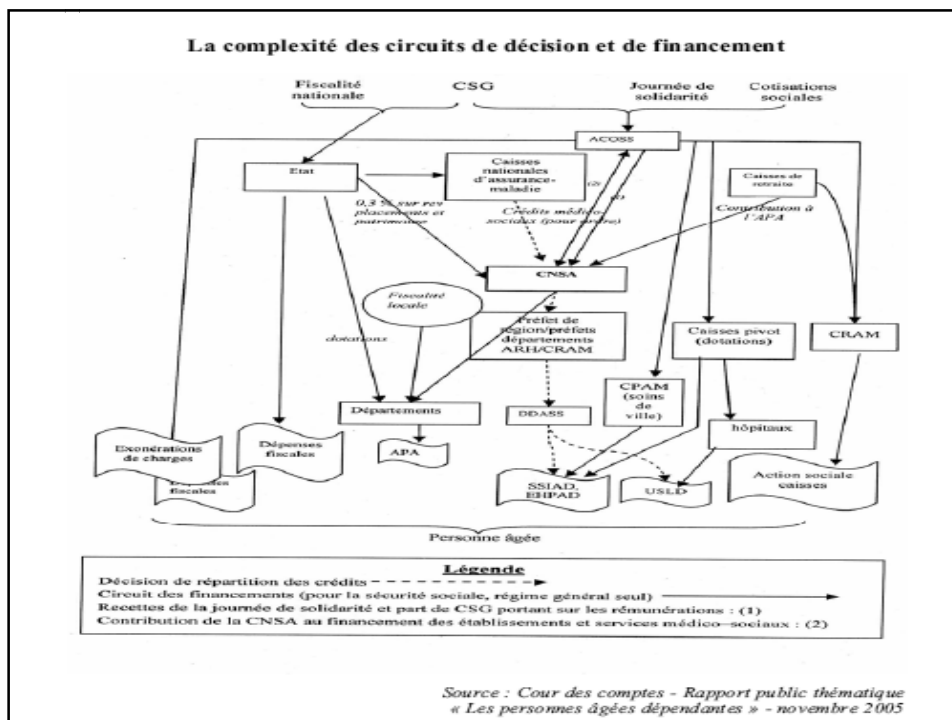 La complexité des circuits de décision et de financement
Fiscalité
nationale
CSG
Journée de
solidarité
Cotisations
sociales
ACOSS
Etat
Caisses
nationales
d'assurance-
maladie
(2)
(1)
Caisses de
retraite
0,3 % sur rev
placements et
patrimoine
Crédits médico-
sociaux (pour ordre)
Contribution à
l'APA
CNSA
Fiscalité
locale
dotations
Préfet de
région/préfets
départements
ARH/CRAM
Caisses pivot
(dotations)
CRAM
CPAM
(soins
de
ville)
Départements
DDASS
hôpitaux
Exonérations
de charges
Dépenses
fiscales
APA
fiscales
SSIAD,
EHPAD
USLD
Action sociale
caisses
Personne âgée
Légende
Décision de répartition des crédits
Circuit des financements (pour la sécurité sociale, régime général seul)
Recettes de la journée de solidarité et part de CSG portant sur les rémunérations : (1)
Contribution de la CNSA au financement des établissements et services médico-sociaux : (2)
Source : Cour des comptes - Rapport public thématique
« Les personnes âgées dépendantes » - novembre 2005